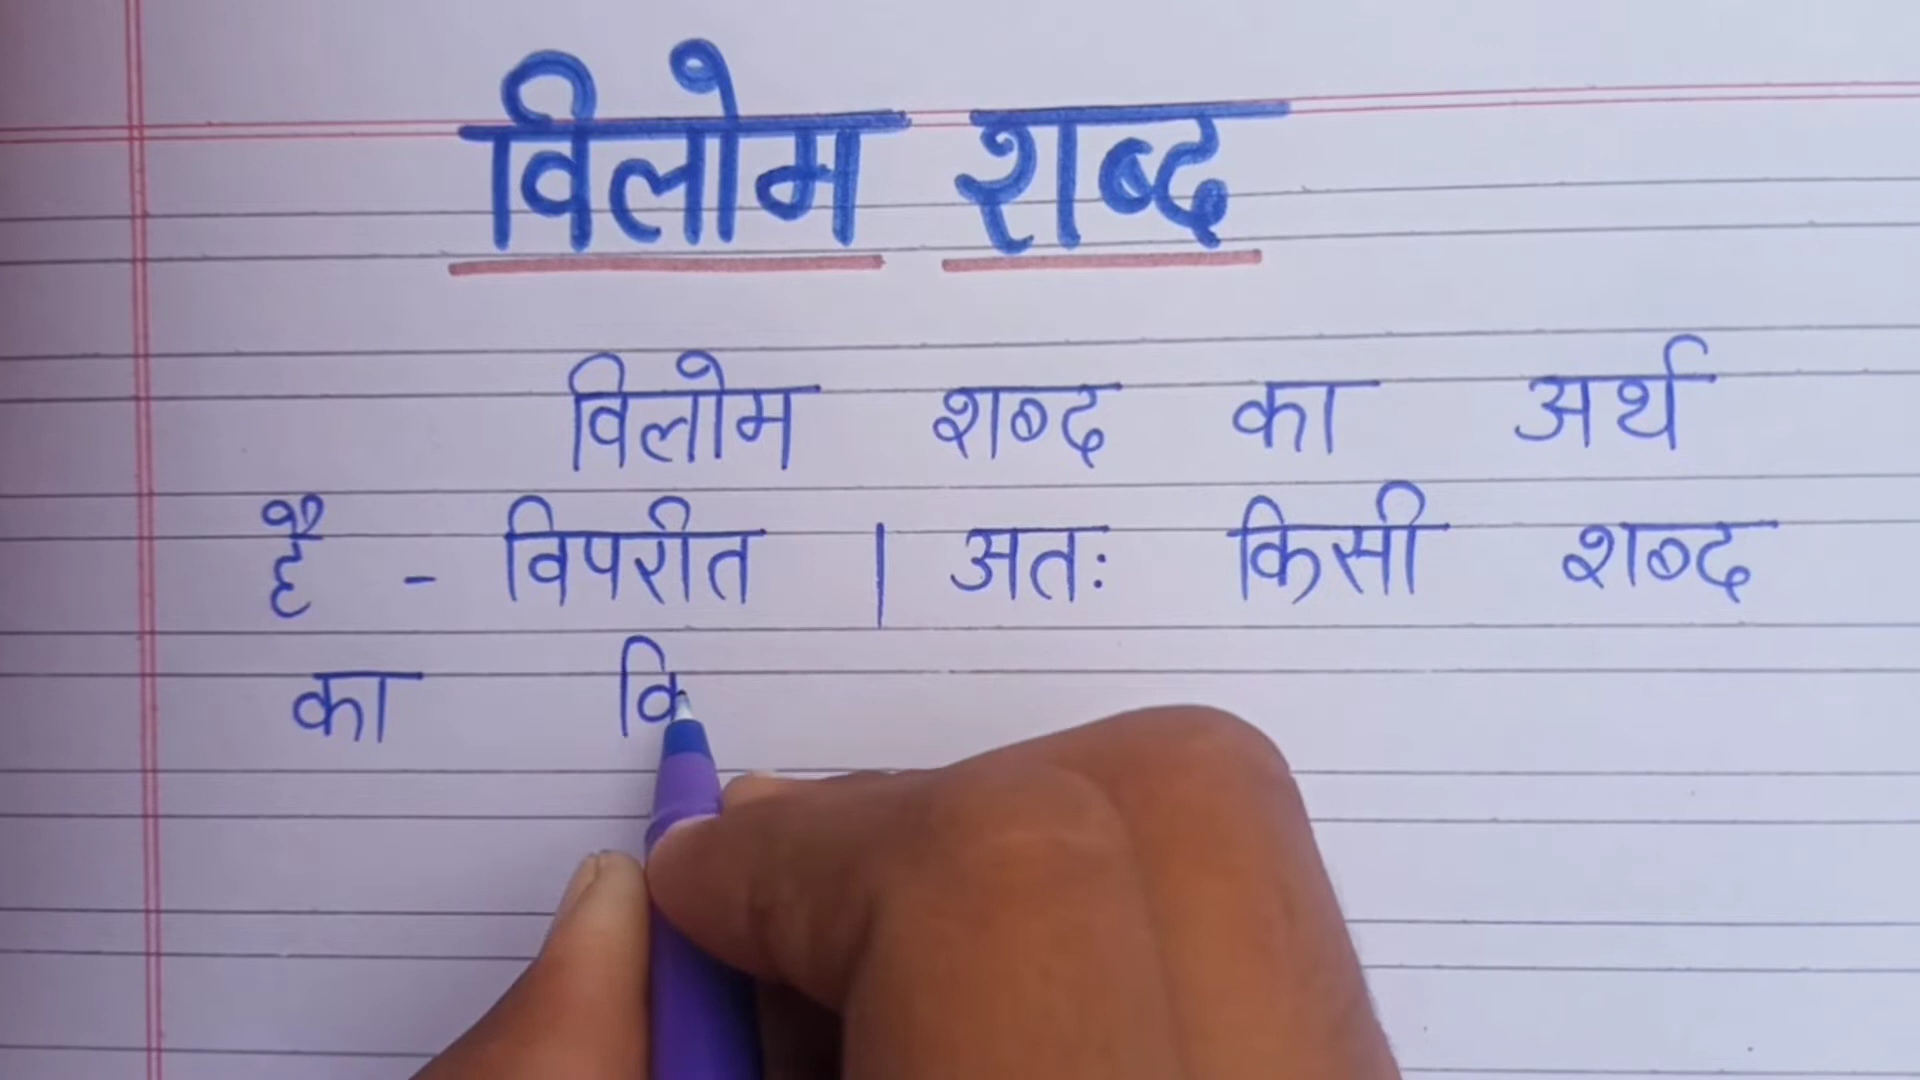 विलोम शब्द
विलोम शब्द का अर्थ
है - विपरीत । अतः किसी शब्द
का वि